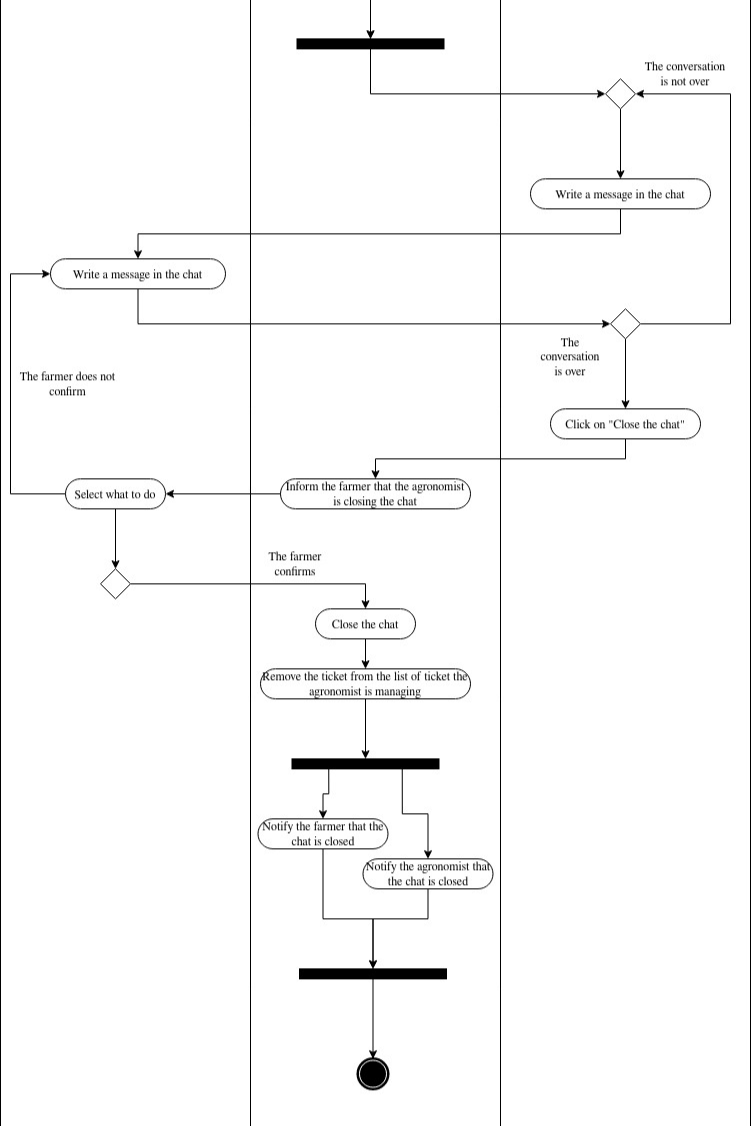 The conversation
is not over
Write a message in the chat
Write a message in the chat
The
conversation
is over
The farmer does not
confirm
Click on "Close the chat"
Inform the farmer that the agronomist
is closing the chat
Select what to do
The farmer
confirms
Close the chat
Remove the ticket from the list of ticket the
agronomist is managing
Notify the farmer that the
chat is closed
Notify the agronomist that
the chat is closed